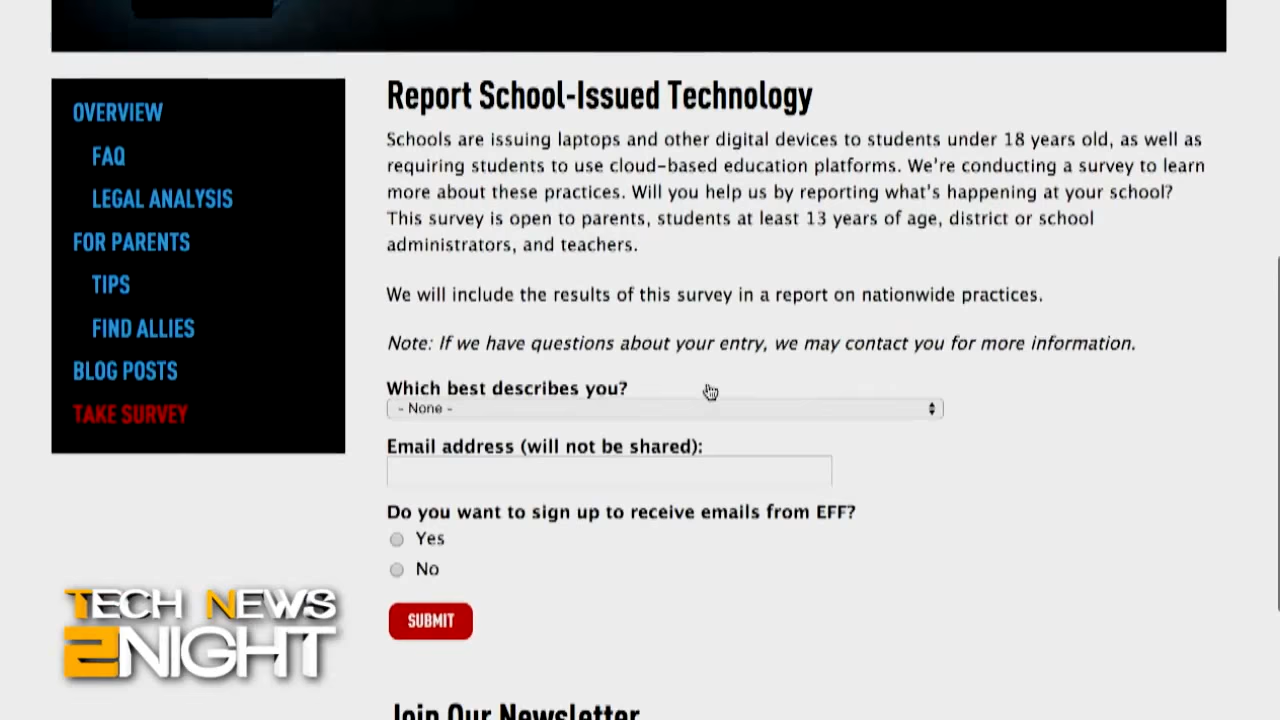 OVERVIEW
FAQ
LEGAL ANALYSIS
FOR PARENTS
TIPS
FIND ALLIES
BLOG POSTS
TAKE SURVEY
Report School-Issued Technology
Schools are issuing laptops and other digital devices to students under 18 years old, as well as
requiring students to use cloud-based education platforms. We're conducting a survey to learn
more about these practices. Will you help us by reporting what's happening at your school?
This survey is open to parents, students at least 13 years of age, district or school
administrators, and teachers.
We will include the results of this survey in a report on nationwide practices.
Note: If we have questions about your entry, we may contact you for more information.
Which best describes you?
- None -
Email address (will not be shared):
Do you want to sign up to receive emails from EFF?
Yes
No
SUBMIT
Join Our Newsletter
TECH NEWS
2NIGHT